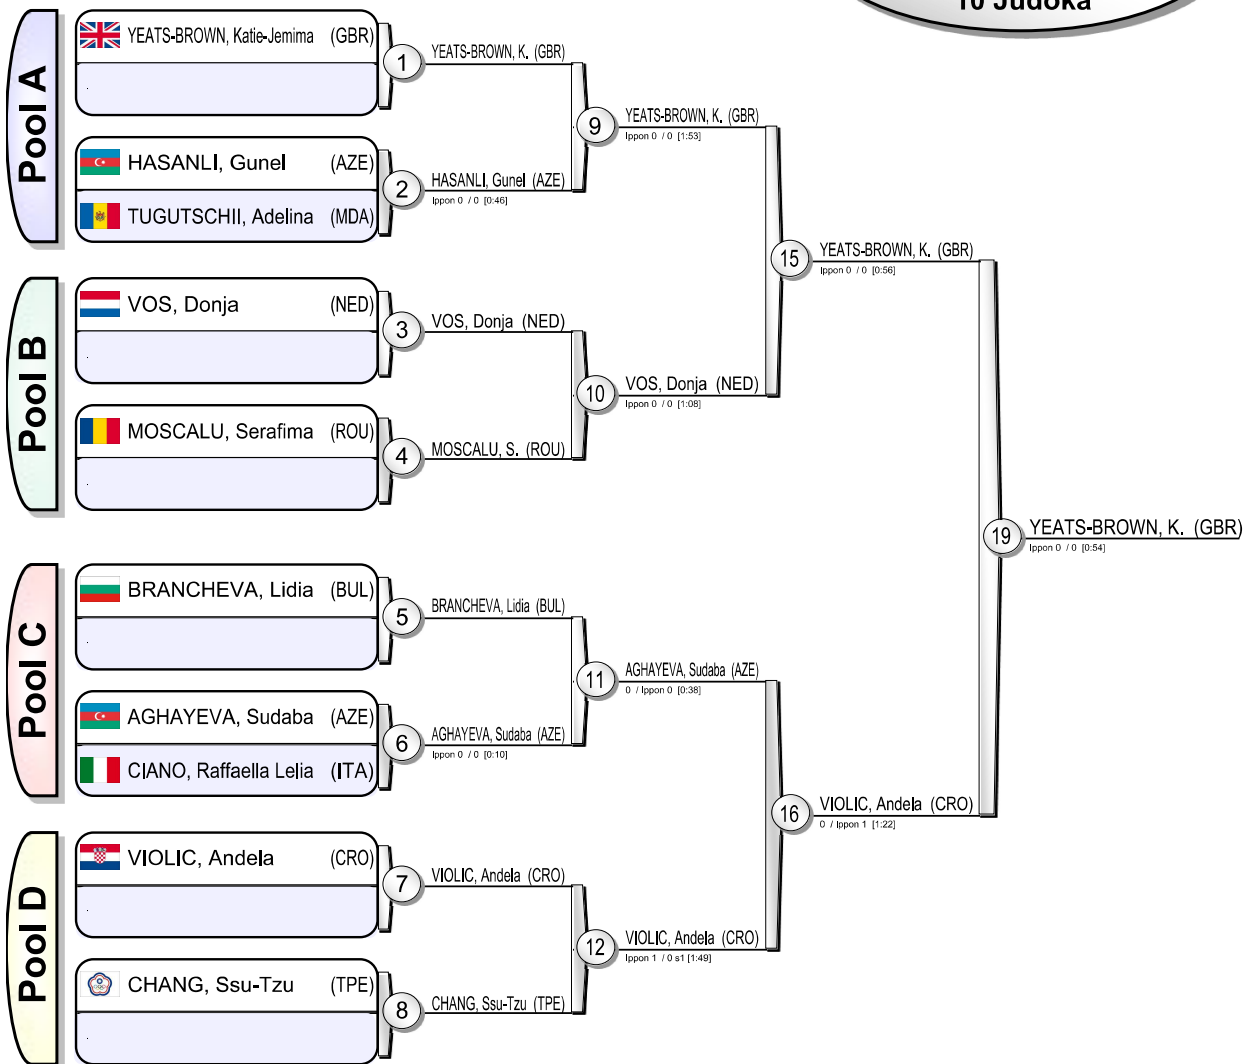 10 Judoka
Pool A
YEATS-BROWN, Katie-Jemima (GBR)
.
1
YEATS-BROWN, K. (GBR)
HASANLI, Gunel (AZE)
TUGUTSCHII, Adelina (MDA)
2
HASANLI, Gunel (AZE)
Ippon 0 / 0 [0:46]
9
YEATS-BROWN, K. (GBR)
Ippon 0 / 0 [1:53]
Pool B
VOS, Donja (NED)
.
3
VOS, Donja (NED)
MOSCALU, Serafima (ROU)
.
4
MOSCALU, S. (ROU)
10
VOS, Donja (NED)
Ippon 0 / 0 [1:08]
15
YEATS-BROWN, K. (GBR)
Ippon 0 / 0 [0:56]
Pool C
BRANCHEVA, Lidia (BUL)
.
5
BRANCHEVA, Lidia (BUL)
AGHAYEVA, Sudaba (AZE)
CIANO, Raffaella Lelia (ITA)
6
AGHAYEVA, Sudaba (AZE)
Ippon 0 / 0 [0:10]
11
AGHAYEVA, Sudaba (AZE)
0 / Ippon 0 [0:38]
Pool D
VIOLIC, Andela (CRO)
.
7
VIOLIC, Andela (CRO)
CHANG, Ssu-Tzu (TPE)
.
8
CHANG, Ssu-Tzu (TPE)
12
VIOLIC, Andela (CRO)
Ippon 1 / 0 s1 [1:49]
16
VIOLIC, Andela (CRO)
0 / Ippon 1 [1:22]
19
YEATS-BROWN, K. (GBR)
Ippon 0 / 0 [0:54]